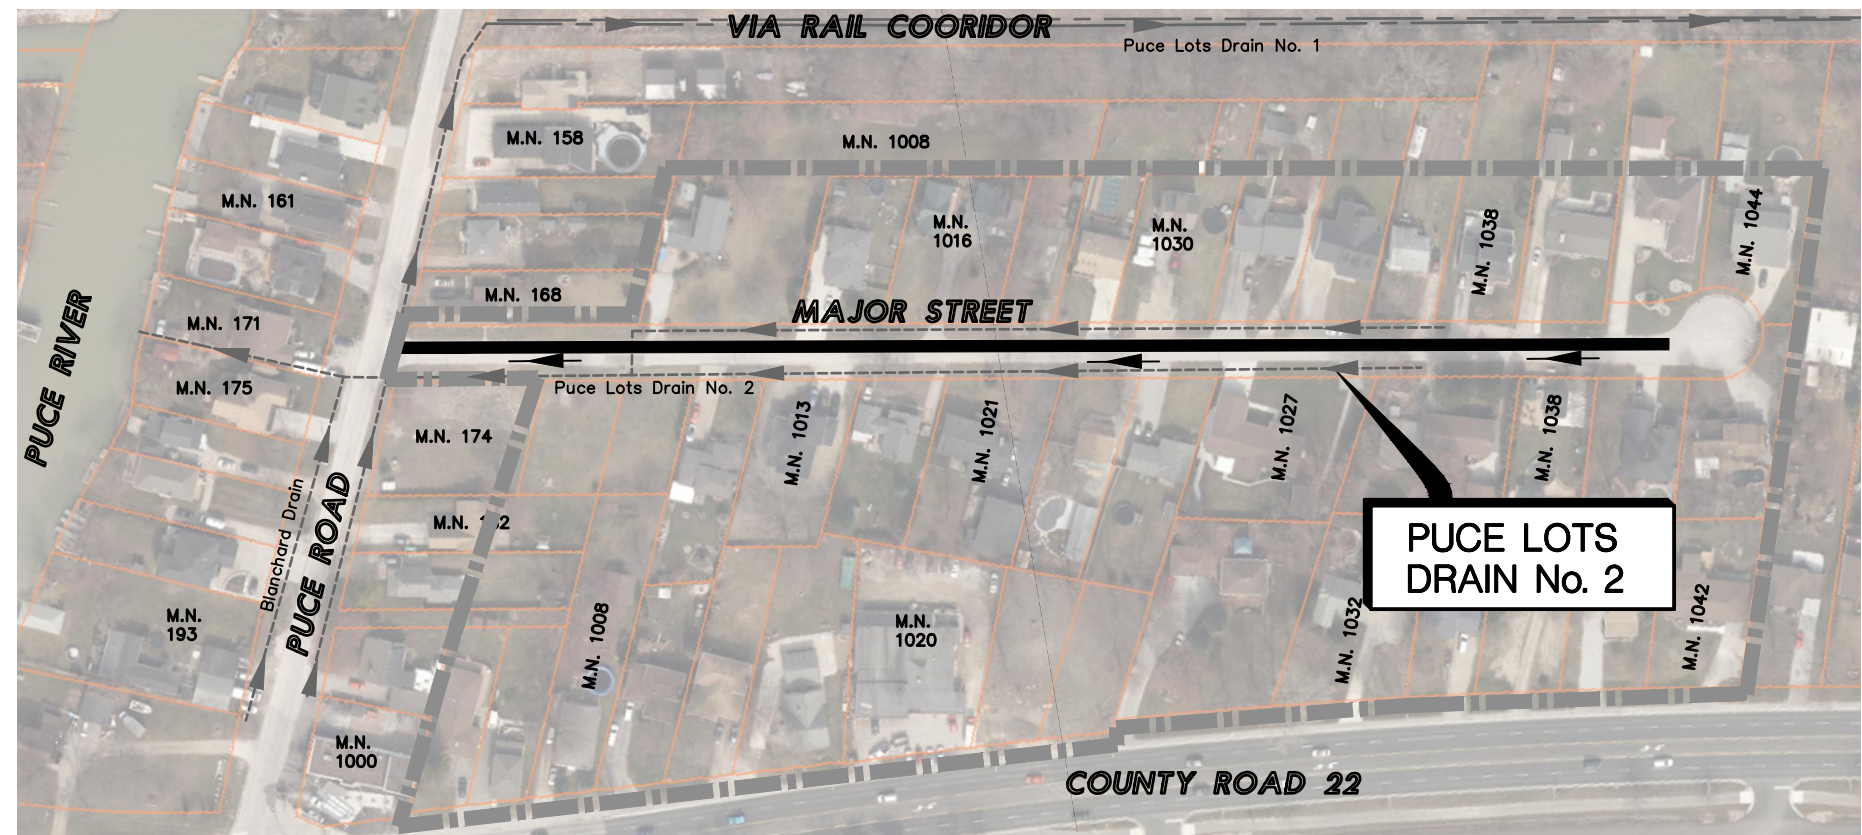 VIA RAIL COORIDOR
Puce Lots Drain No. 1
M.N. 158
M.N. 1008
M.N. 161
M.N.
1016
M.N.
1030
M.N. 1038
M.N. 1044
M.N. 168
MAJOR STREET
M.N. 171
PUCE RIVER
M.N. 175
Puce Lots Drain No. 2
M.N. 174
M.N. 1013
M.N. 1021
M.N. 1027
M.N. 1038
Blanchard Drain
PUCE ROAD
M.N.
PUCE LOTS
DRAIN No. 2
M.N.
193
M.N. 1008
M.N.
1020
M.N. 1032
M.N. 1042
M.N.
1000
COUNTY ROAD 22